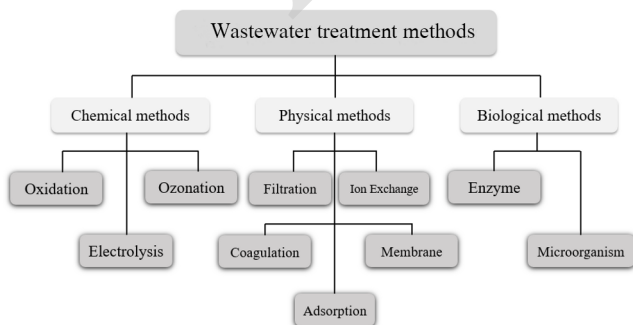 Wastewater treatment methods
Chemical methods
Physical methods
Biological methods
Oxidation
Ozonation
Filtration
Ion Exchange
Enzyme
Electrolysis
Coagulation
Membrane
Microorganism
Adsorption